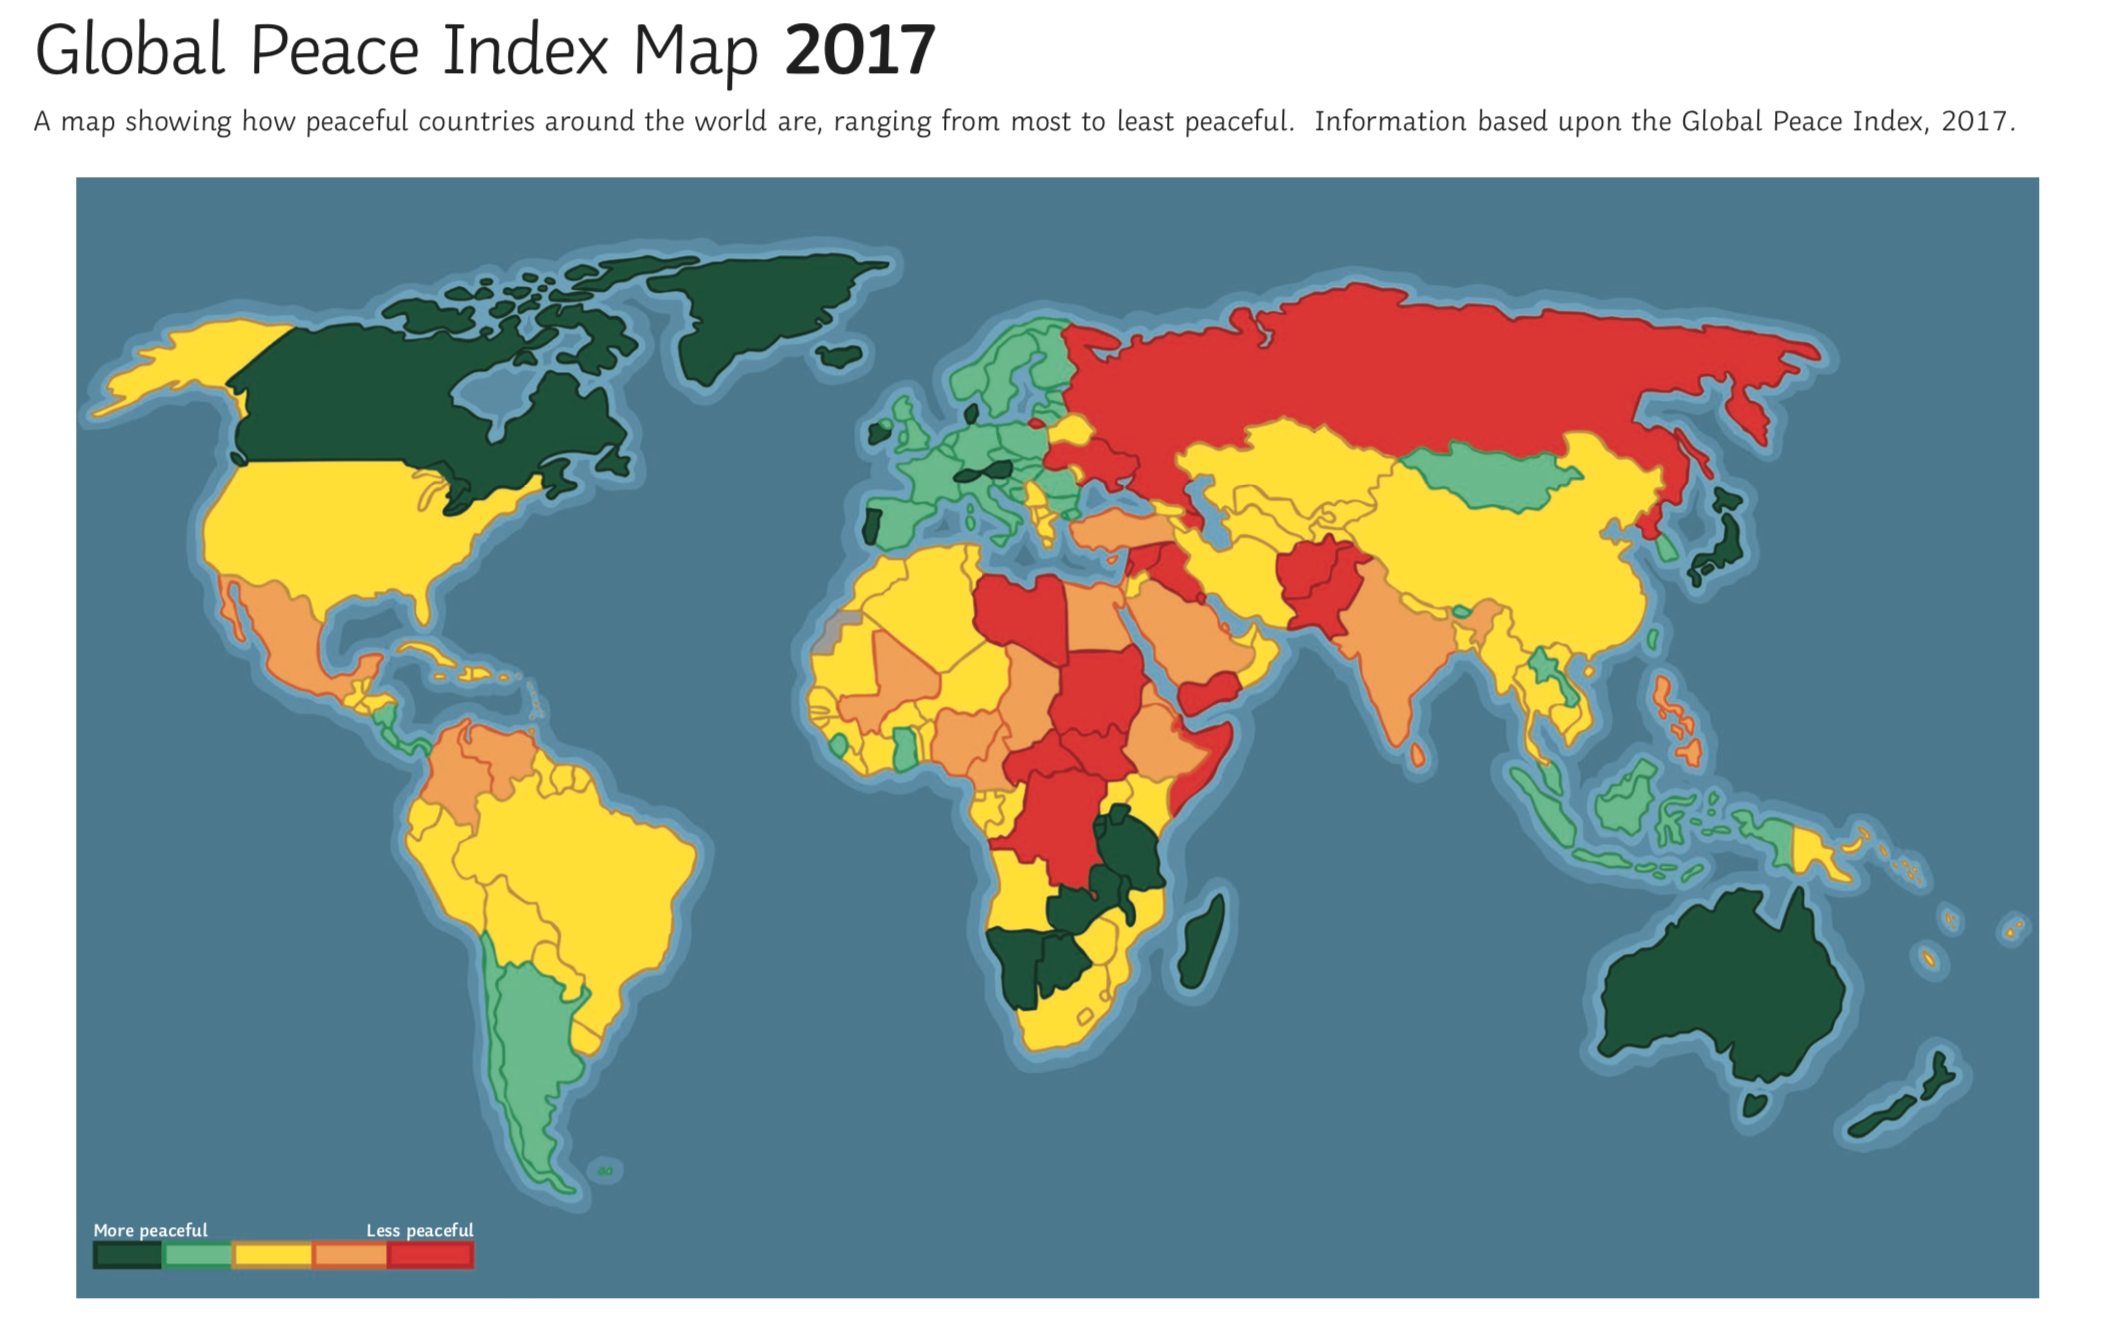 Global Peace Index Map 2017
A map showing how peaceful countries around the world are, ranging from most to least peaceful. Information based upon the Global Peace Index, 2017.
More peaceful
Less peaceful